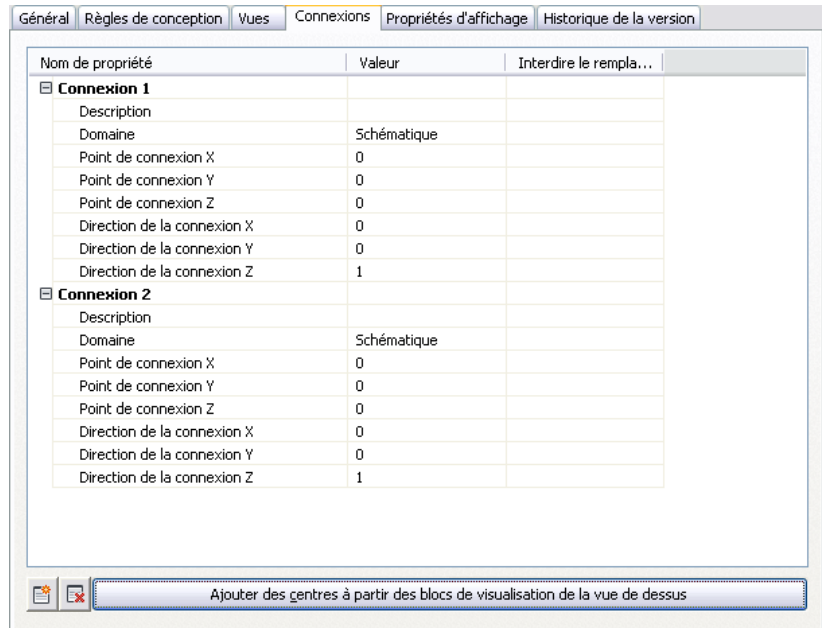 Général Règles de conception Vues Connexions Propriétés d'affichage Historique de la version
Nom de propriété Valeur Interdire le rempla...
Connexion 1
Description
Domaine Schématique
Point de connexion X 0
Point de connexion Y 0
Point de connexion Z 0
Direction de la connexion X 0
Direction de la connexion Y 0
Direction de la connexion Z 1
Connexion 2
Description
Domaine Schématique
Point de connexion X 0
Point de connexion Y 0
Point de connexion Z 0
Direction de la connexion X 0
Direction de la connexion Y 0
Direction de la connexion Z 1
Ajouter des centres à partir des blocs de visualisation de la vue de dessus